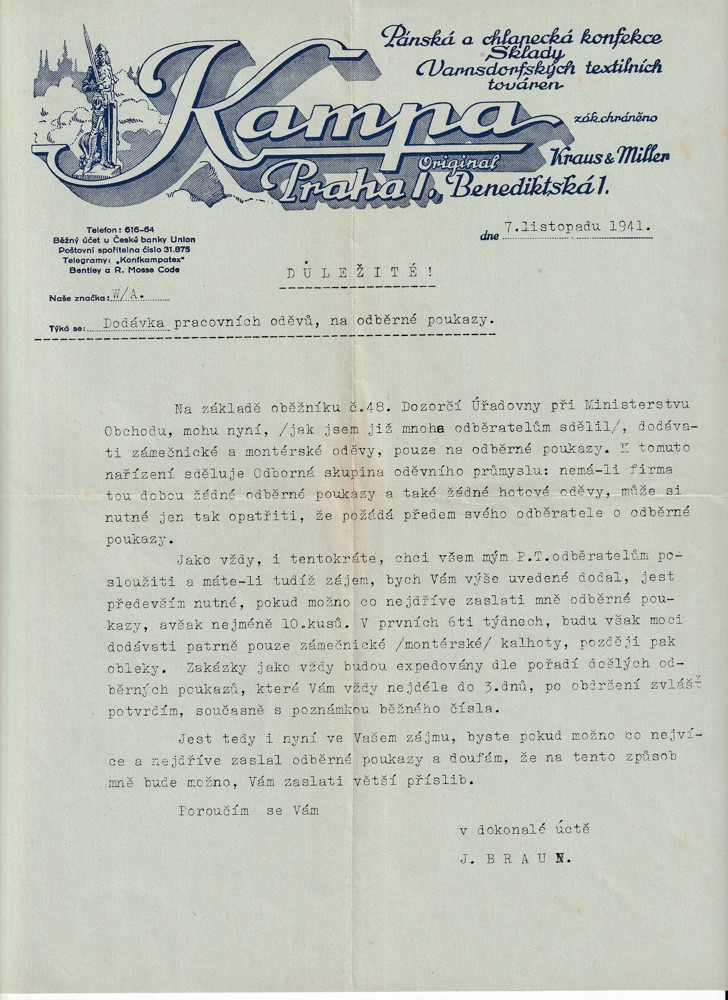 Pánská a chlapecká konfekce
Sklady
Varnsdorfských textilních
továren
Kampa
zák. chráněno
Original
Kraus & Miller
Praha I., Benediktská 1.
Telefon: 616-64
Běžný účet u České banky Union
Poštovní spořitelna číslo 31.875
Telegramy: „Konfkampatex"
Bentley a R. Mosse Code
dne 7.listopadu 1941.
DŮLEŽITÉ!
Naše značka: W/A.
Týká se: Dodávka pracovních oděvů, na odběrné poukazy.
Na základě oběžníku č.48. Dozorčí Úřadovny při Ministerstvu
Obchodu, mohu nyní, /jak jsem již mnoha odběratelům sdělil/, dodáva-
ti zámečnické a montérské oděvy, pouze na odběrné poukazy. K tomuto
nařízení sděluje Odborná skupina oděvního průmyslu: nemá-li firma
tou dobou žádné odběrné poukazy a také žádné hotové oděvy, může si
nutné jen tak opatřiti, že požádá předem svého odběratele o odběrné
poukazy.
Jako vždy, i tentokráte, chci všem mým P.T.odběratelům po-
sloužiti a máte-li tudíž zájem, bych Vám výše uvedené dodal, jest
především nutné, pokud možno co nejdříve zaslati mně odběrné pou-
kazy, avšak nejméně 10.kusů. V prvních 6ti týdnech, budu však moci
dodávati patrně pouze zámečnické /montérské/ kalhoty, později pak
obleky. Zakázky jako vždy budou expedovány dle pořadí došlých od-
běrných poukazů, které Vám vždy nejdéle do 3.dnů, po obdržení zvlášt
potvrdím, současně s poznámkou běžného čísla.
Jest tedy i nyní ve Vašem zájmu, byste pokud možno co nejví-
ce a nejdříve zaslal odběrné poukazy a doufám, že na tento způsob
mně bude možno, Vám zaslati větší příslib.
Poroučím se Vám
v dokonalé úctě
J. BRAUN.